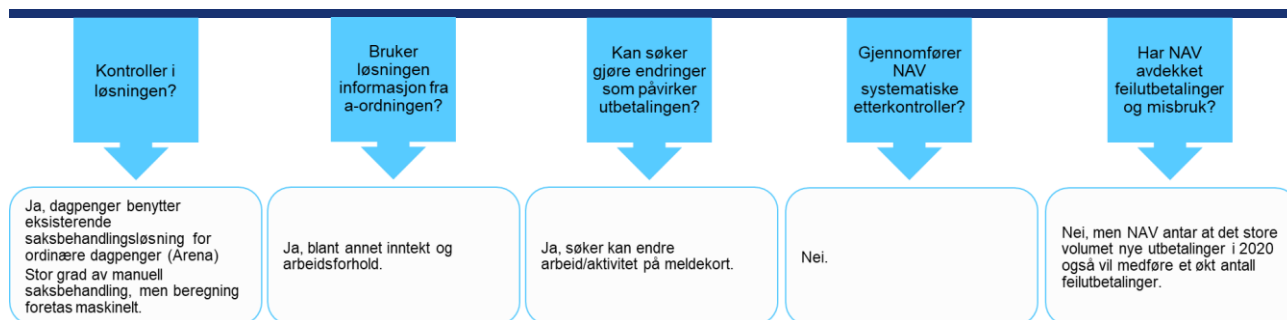 Kontroller i
løsningen?
Bruker
løsningen
informasjon fra
a-ordningen?
Kan søker
gjøre endringer
som påvirker
utbetalingen?
Gjennomfører
NAV
systematiske
etterkontroller?
Har NAV
avdekket
feilutbetalinger
og misbruk?
Ja, dagpenger benytter
eksisterende
saksbehandlingsløsning for
ordinære dagpenger (Arena)
Stor grad av manuell
saksbehandling, men beregning
foretas maskinelt.
Ja, blant annet inntekt og
arbeidsforhold.
Ja, søker kan endre
arbeid/aktivitet på meldekort.
Nei.
Nei, men NAV antar at det store
volumet nye utbetalinger i 2020
også vil medføre et økt antall
feilutbetalinger.